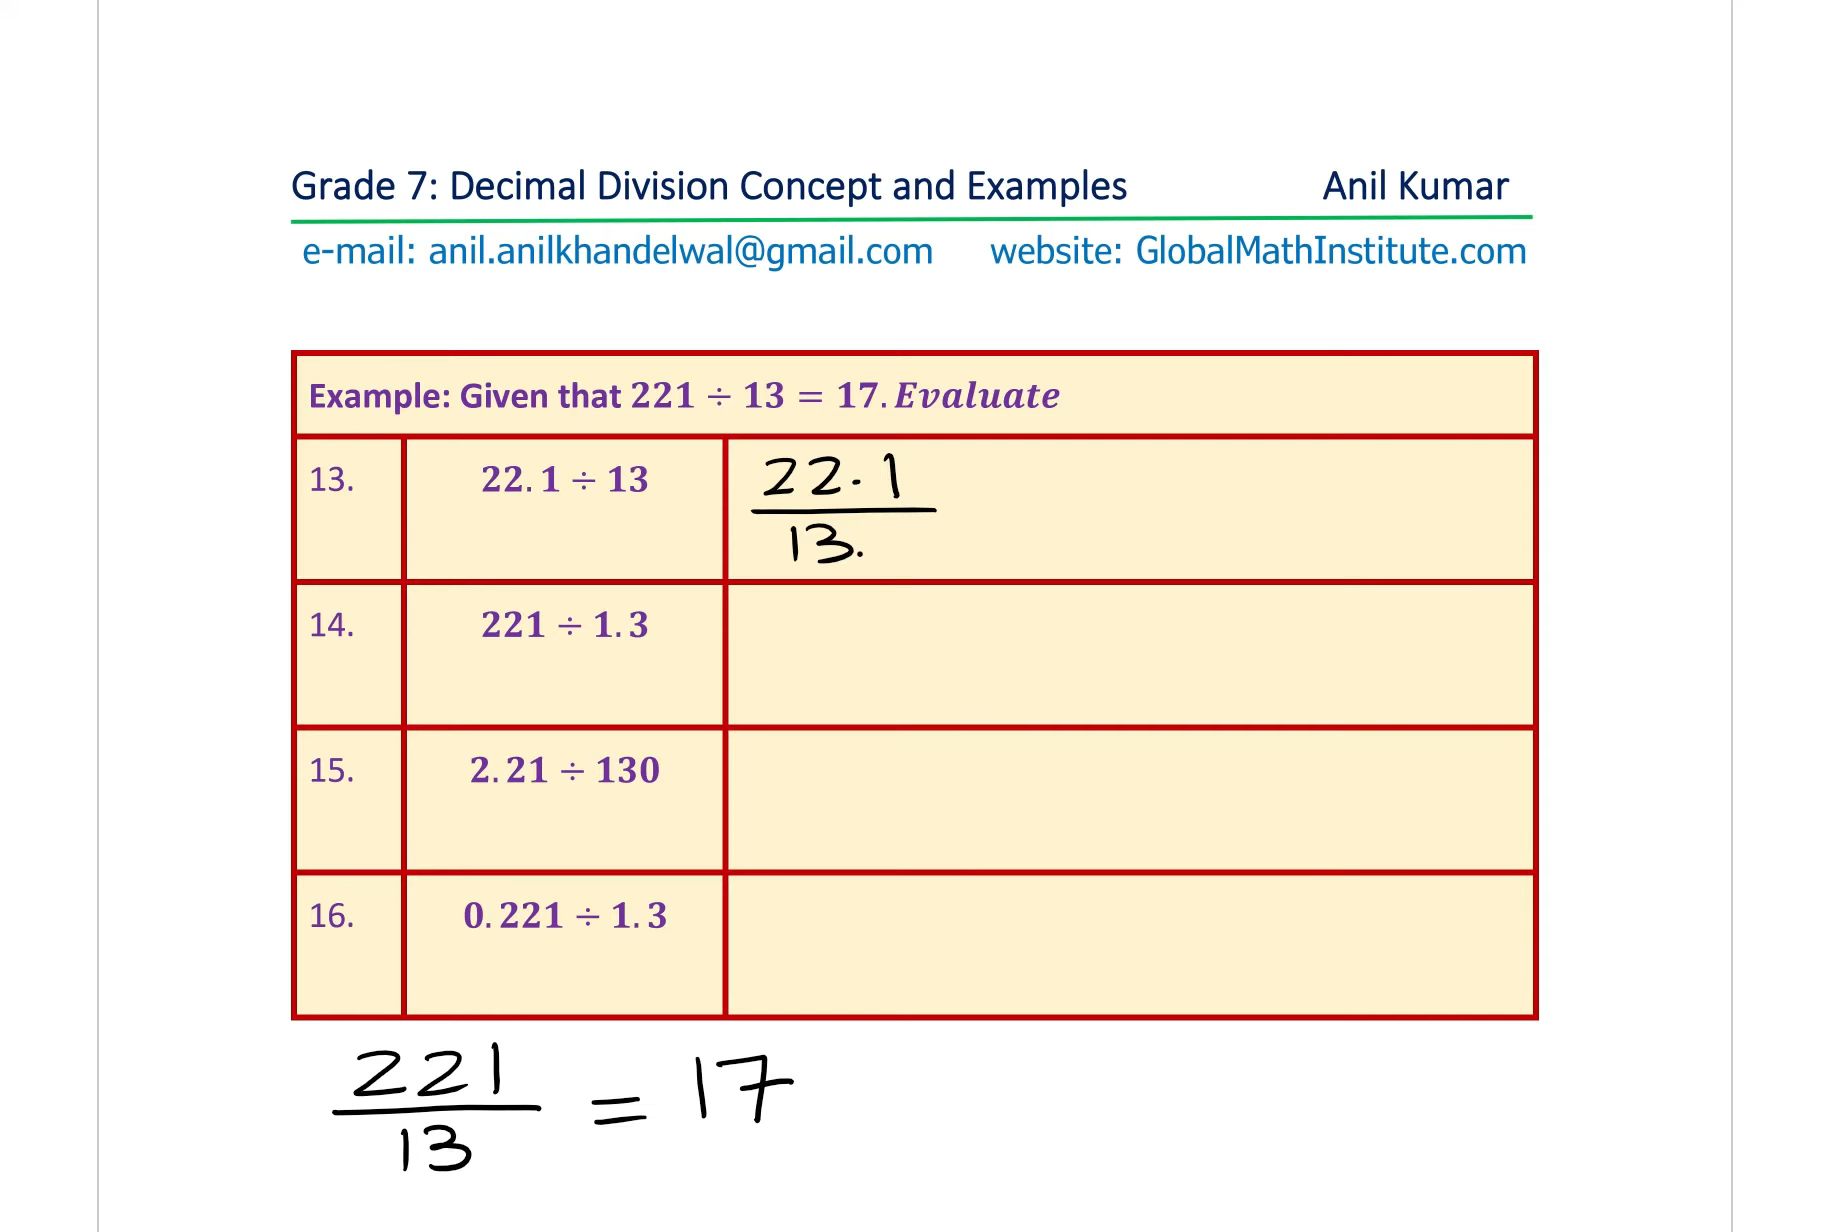 Grade 7: Decimal Division Concept and Examples Anil Kumar
e-mail: anil.anilkhandelwal@gmail.com website: GlobalMathInstitute.com
Example: Given that 221 ÷ 13 = 17. Evaluate
13. 22.1 ÷ 13 22.1
13.
14. 221 ÷ 1.3
15. 2.21 ÷ 130
16. 0.221 ÷ 1.3
221 = 17
13